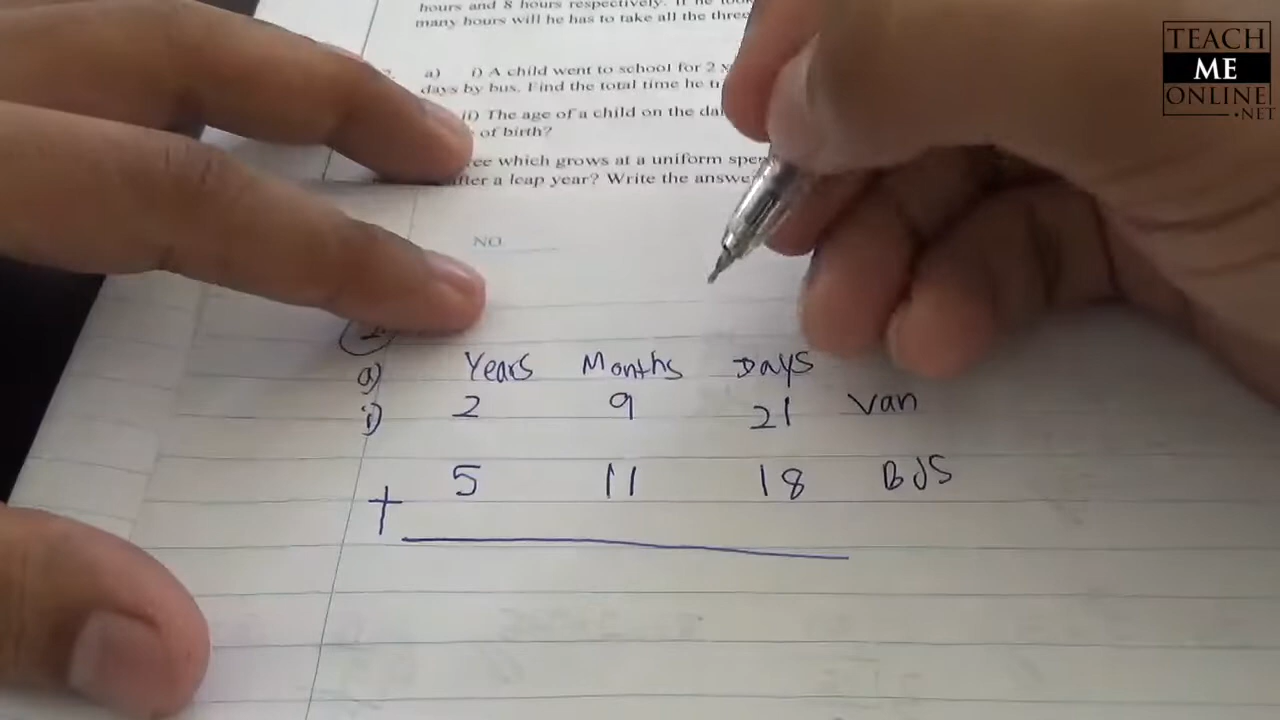 hours and 8 hours respectively. If he took
many hours will he has to take all the three
a) i) A child went to school for 2
days by bus. Find the total time he
ii) The age of a child on the
of birth?
which grows at a uniform
after a leap year? Write the
NO.
a) Years Months Days
i) 2 9 21 Van
5 11 18 BUS
+
TEACH
ME
ONLINE
.NET